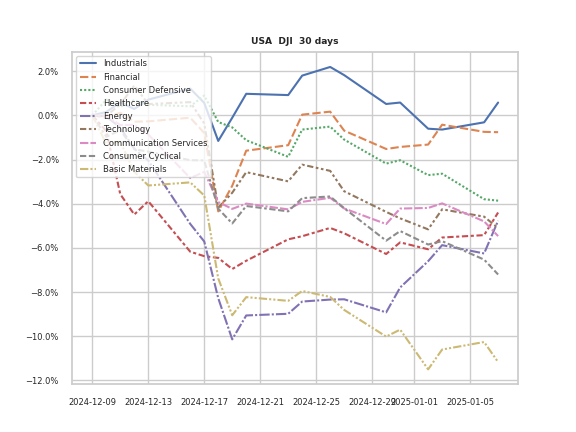 USA DJI 30 days
Industrials
Financial
Consumer Defensive
Healthcare
Energy
Technology
Communication Services
Consumer Cyclical
Basic Materials
2.0%
0.0%
−2.0%
−4.0%
−6.0%
−8.0%
−10.0%
−12.0%
2024-12-09 2024-12-13 2024-12-17 2024-12-21 2024-12-25 2024-12-29 2025-01-01 2025-01-05